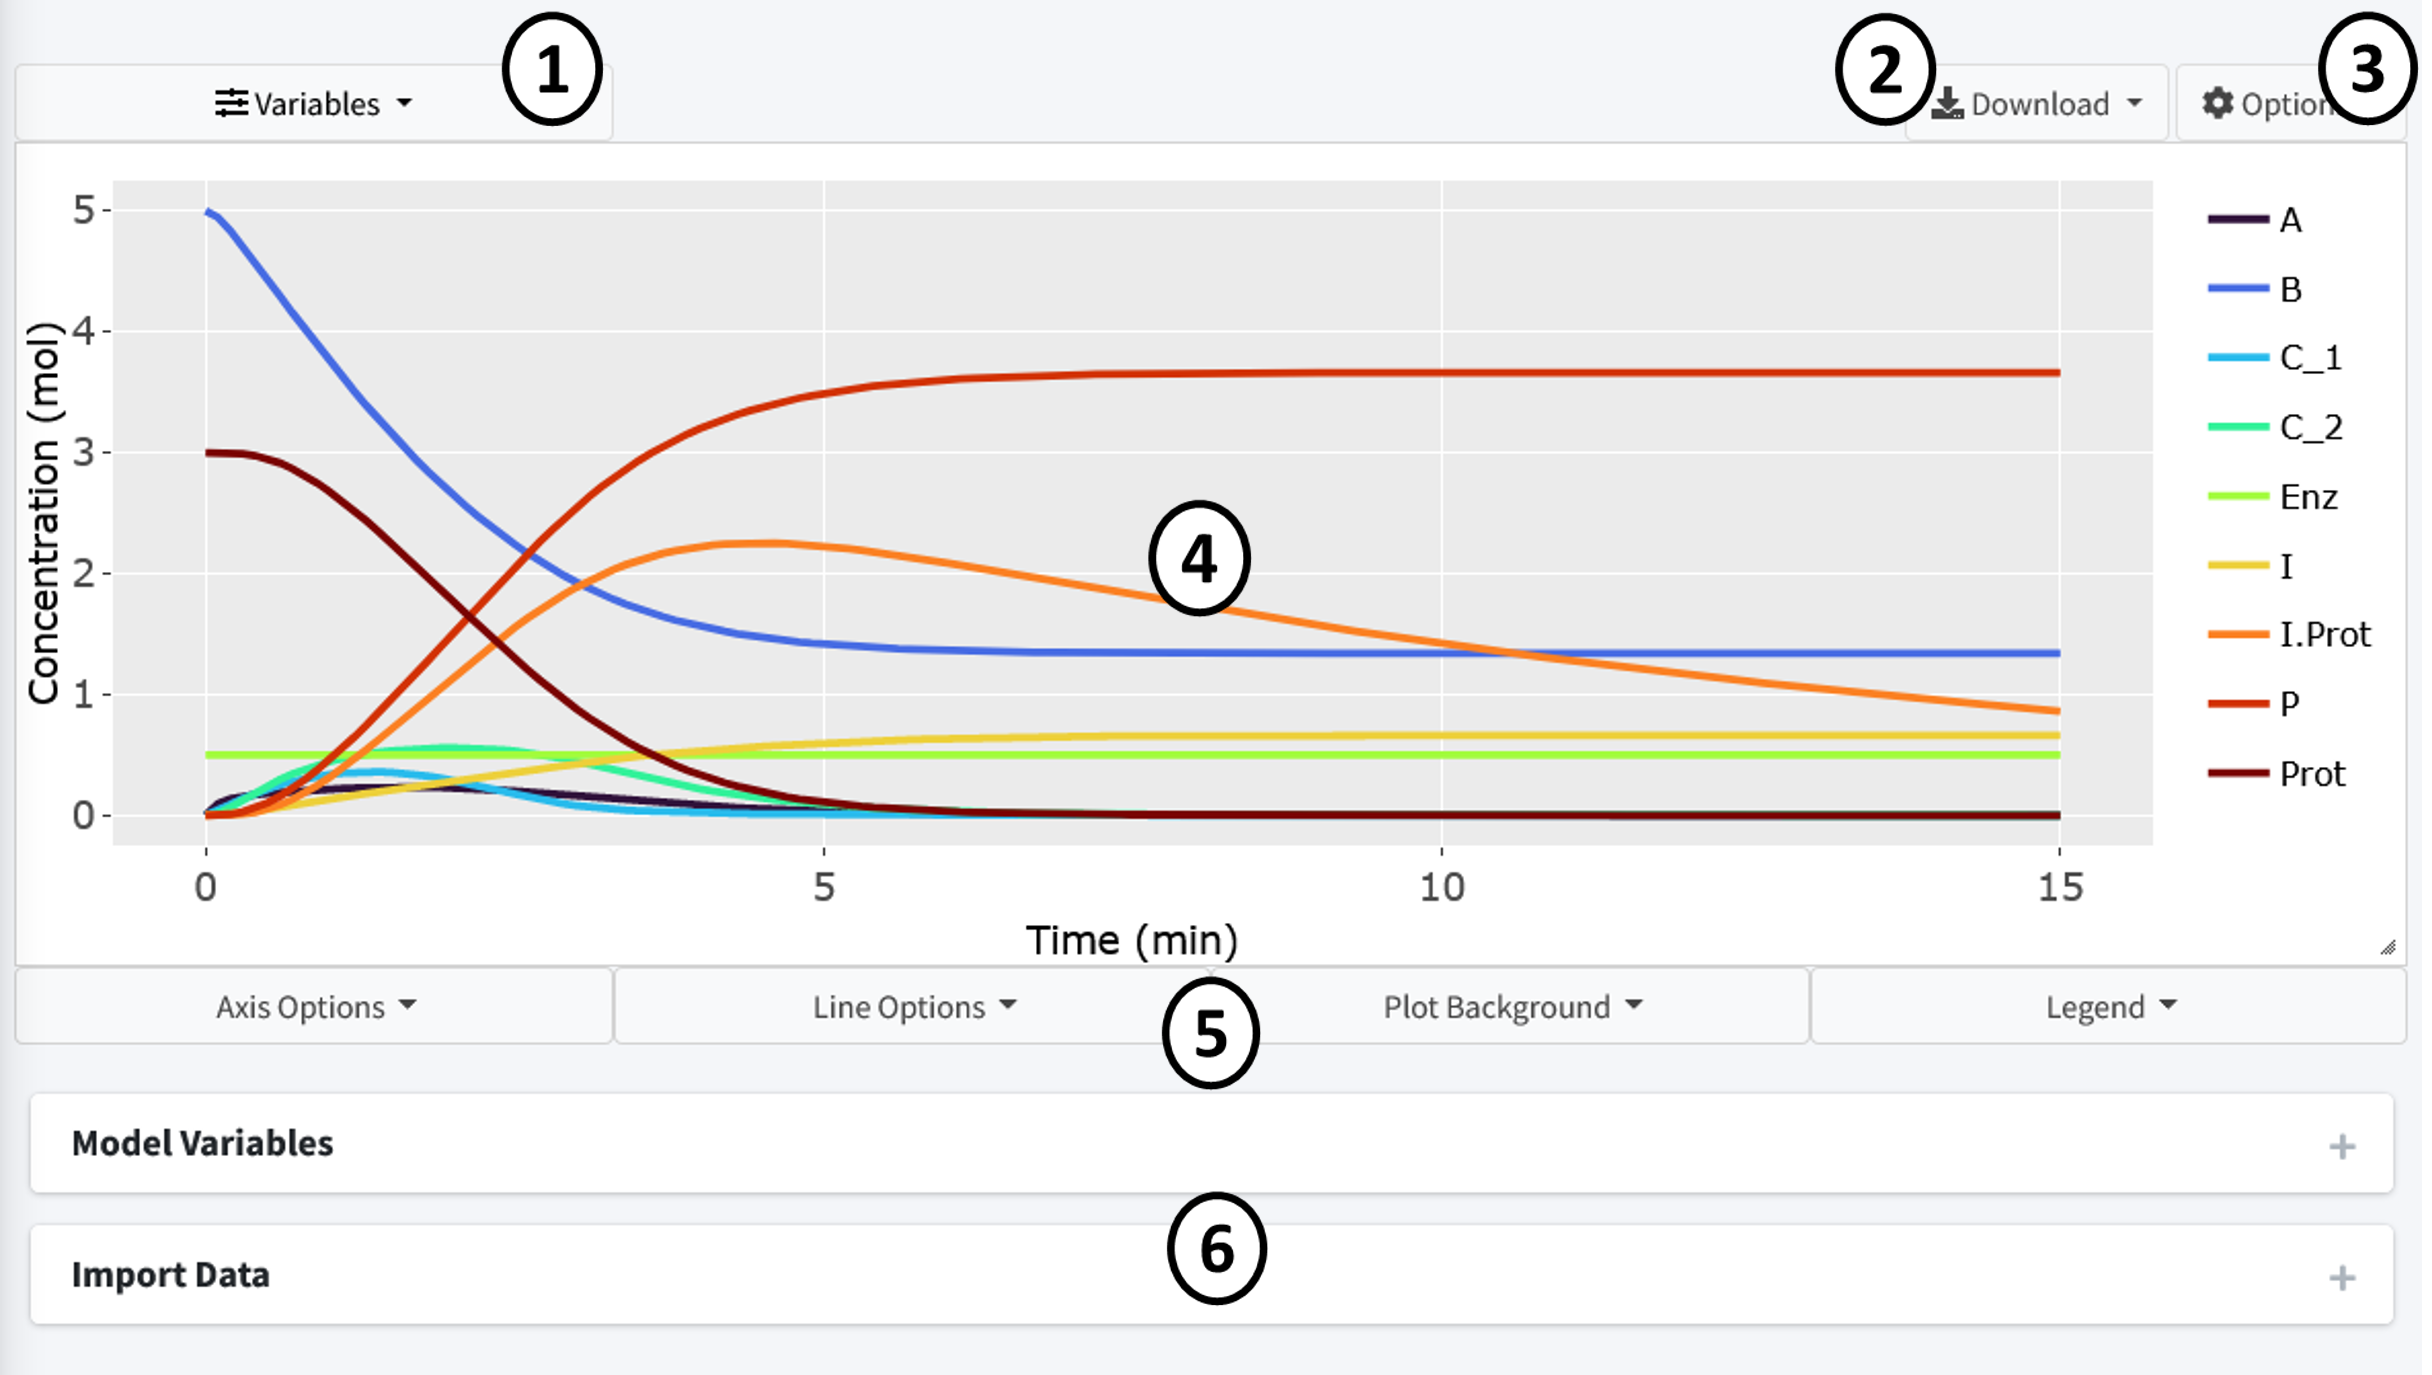 1
2
3
Variables
Download
Option
5
4
3
2
1
0
Concentration (mol)
4
A
B
C_1
C_2
Enz
I
I.Prot
P
Prot
0 5 10 15
Time (min)
Axis Options
Line Options
Plot Background
Legend
5
Model Variables
6
Import Data